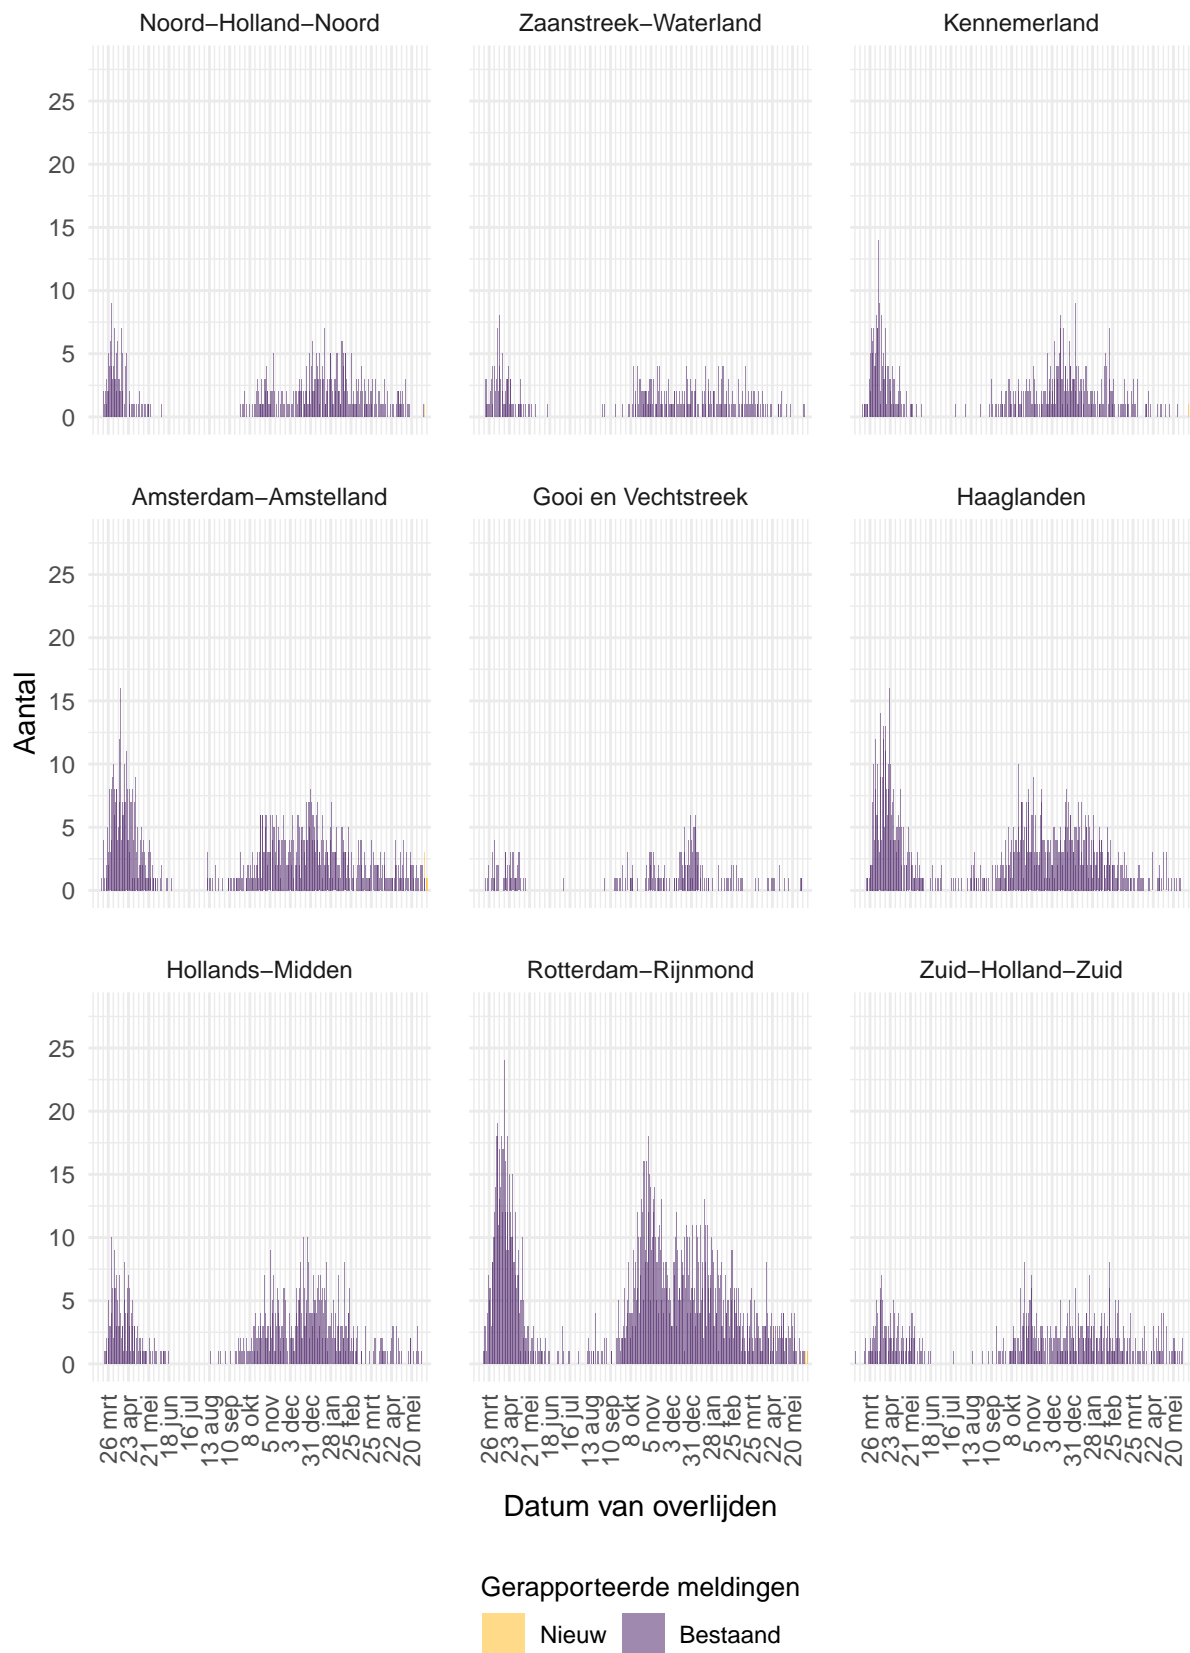 Noord−Holland−Noord Zaanstreek−Waterland Kennemerland
25
20
15
10
5
0
Amsterdam−Amstelland Gooi en Vechtstreek Haaglanden
25
20
15
10
5
0
Aantal
Hollands−Midden Rotterdam−Rijnmond Zuid−Holland−Zuid
25
20
15
10
5
0
26 mrt 23 apr 21 mei 18 jun 16 jul 13 aug 10 sep 8 okt 5 nov 3 dec 31 dec 28 jan 25 feb 25 mrt 22 apr 20 mei
26 mrt 23 apr 21 mei 18 jun 16 jul 13 aug 10 sep 8 okt 5 nov 3 dec 31 dec 28 jan 25 feb 25 mrt 22 apr 20 mei
26 mrt 23 apr 21 mei 18 jun 16 jul 13 aug 10 sep 8 okt 5 nov 3 dec 31 dec 28 jan 25 feb 25 mrt 22 apr 20 mei
Datum van overlijden
Gerapporteerde meldingen
Nieuw Bestaand